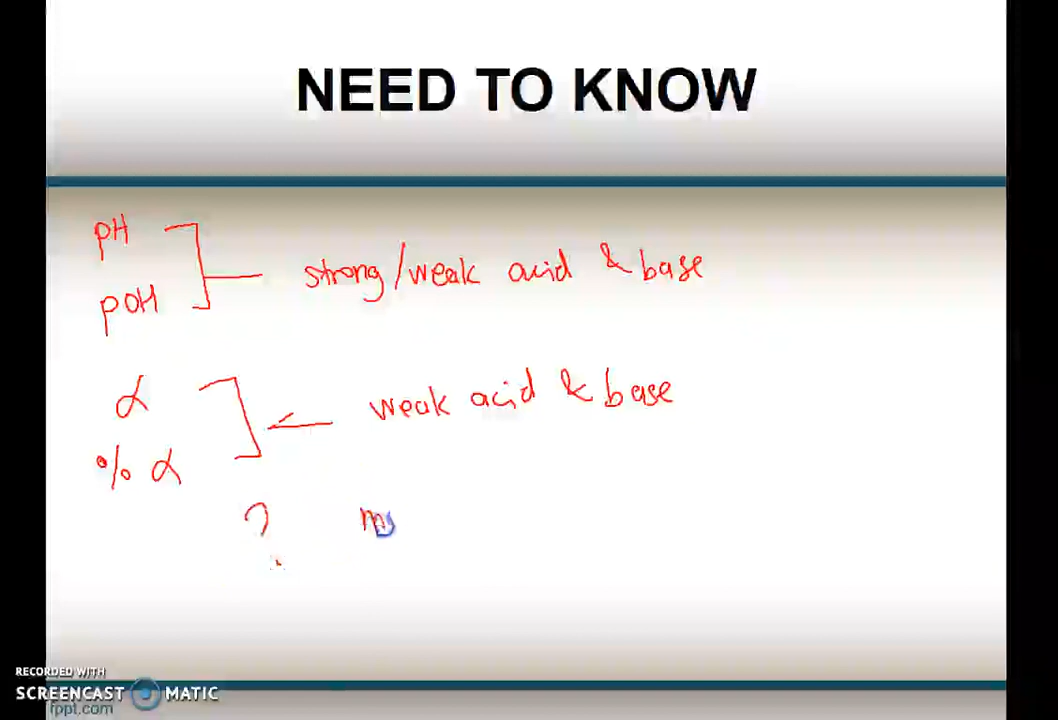 NEED TO KNOW
pH
strong/weak acid & base
pOH
α
weak acid & base
% α
?
RECORDED WITH
SCREENCAST MATIC
fppt.com